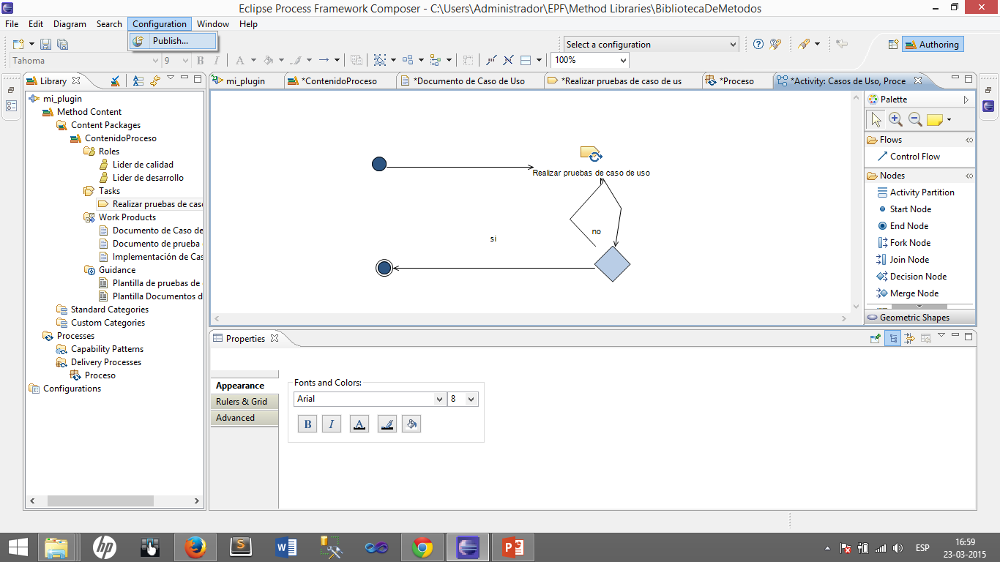 Eclipse Process Framework Composer - C:\Users\Administrador\EPF\Method Libraries\BibliotecaDeMetodos
File Edit Diagram Search Configuration Window Help
Publish...
Select a configuration
Authoring
Tahoma 9 B I A 100%
Library
mi_plugin *ContenidoProceso *Documento de Caso de Uso *Realizar pruebas de caso de us *Proceso *Activity: Casos de Uso, Proce
mi_plugin
Method Content
Content Packages
ContenidoProceso
Roles
Lider de calidad
Lider de desarrollo
Tasks
Realizar pruebas de caso
Work Products
Documento de Caso de
Documento de prueba
Implementación de Cas
Guidance
Plantilla de pruebas de
Plantilla Documentos d
Standard Categories
Custom Categories
Processes
Capability Patterns
Delivery Processes
Proceso
Configurations
Realizar pruebas de caso de uso
no
si
Palette
Flows
Control Flow
Nodes
Activity Partition
Start Node
End Node
Fork Node
Join Node
Decision Node
Merge Node
Geometric Shapes
Properties
Appearance
Rulers & Grid
Advanced
Fonts and Colors:
Arial 8
B I A
ESP
16:59
23-03-2015